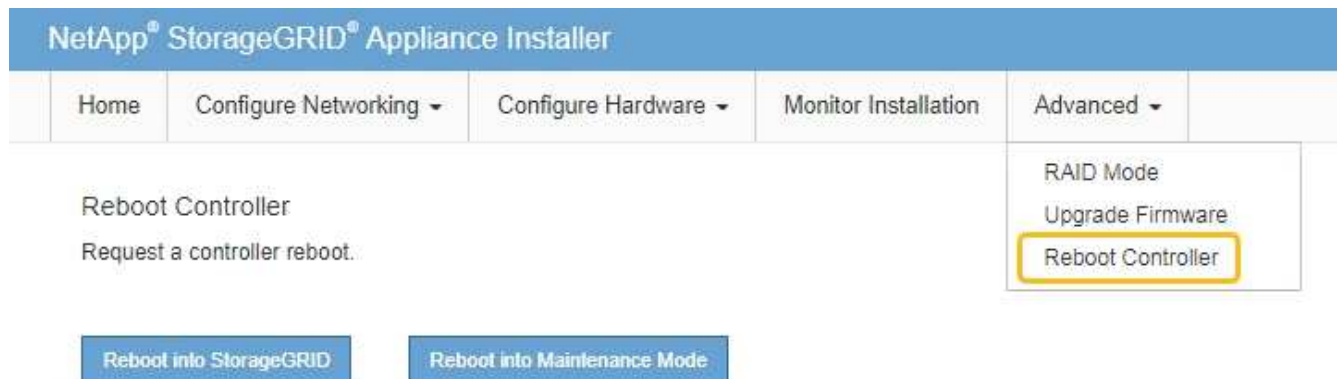 NetApp® StorageGRID® Appliance Installer
Home Configure Networking Configure Hardware Monitor Installation Advanced
RAID Mode
Upgrade Firmware
Reboot Controller
Reboot Controller
Request a controller reboot.
Reboot into StorageGRID Reboot into Maintenance Mode